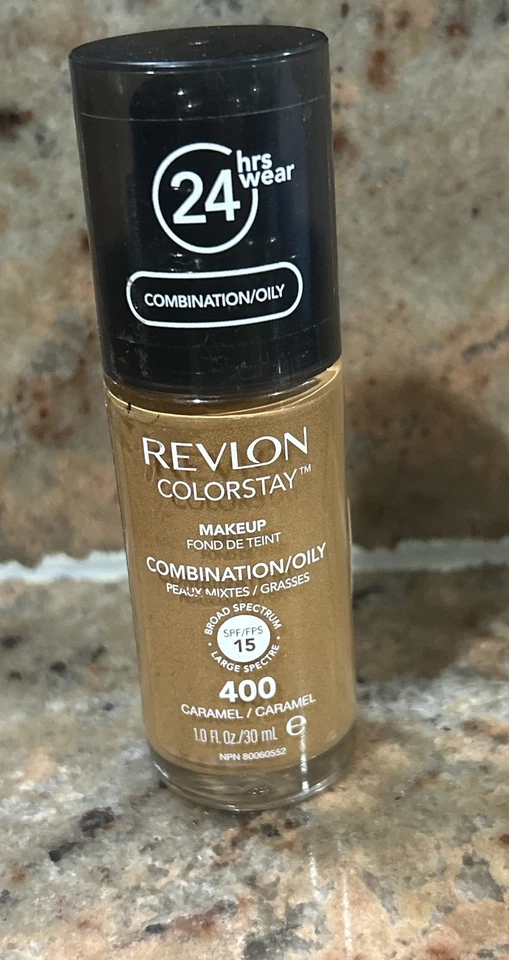 24 hrs wear
COMBINATION/OILY
REVLON
COLORSTAY™
MAKEUP
FOND DE TEINT
COMBINATION/OILY
PEAUX MIXTES / GRASSES
BROAD SPECTRUM
SPF/FPS
15
LARGE SPECTRE
400
CARAMEL / CARAMEL
1.0 Fl. Oz./30 mL e
NPN 80060552